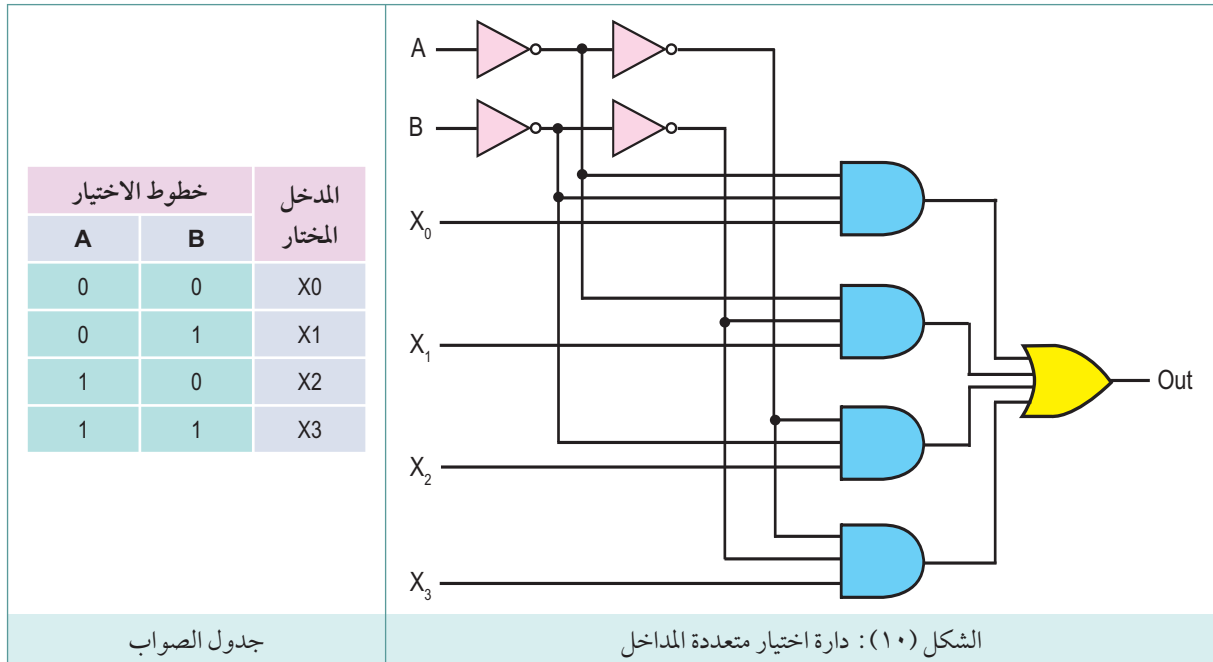 خطوط الاختيار
المدخل المختار
A B
0 0 X0
0 1 X1
1 0 X2
1 1 X3
جدول الصواب
A
B
X₀
X₁
X₂
X₃
Out
الشكل (١٠): دارة اختيار متعددة المداخل